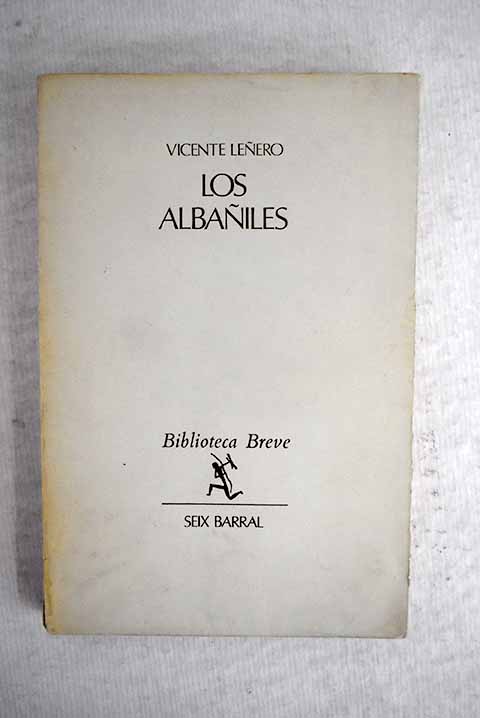 VICENTE LEÑERO
LOS
ALBAÑILES
Biblioteca Breve
SEIX BARRAL